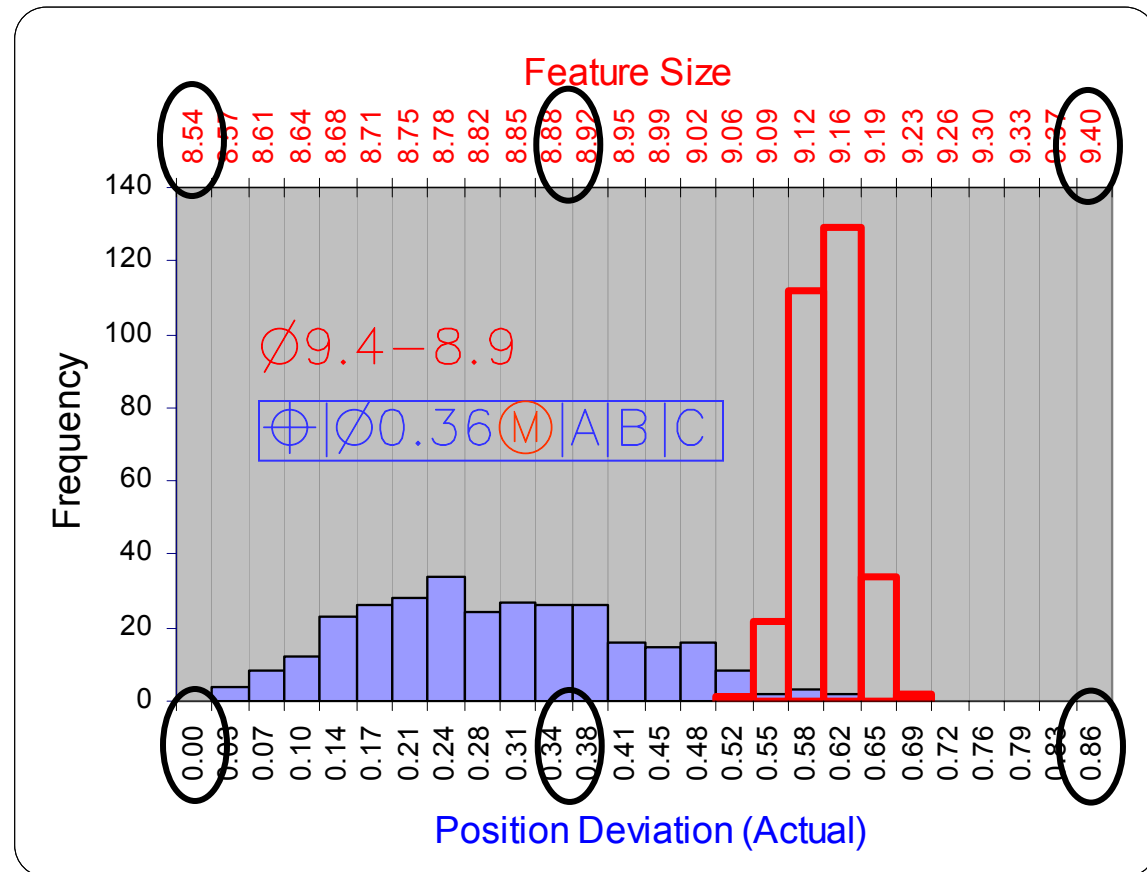 Feature Size
8.54 8.57 8.61 8.64 8.68 8.71 8.75 8.78 8.82 8.85 8.88 8.92 8.95 8.99 9.02 9.06 9.09 9.12 9.16 9.19 9.23 9.26 9.30 9.33 9.37 9.40
140
120
100
80
60
40
20
0
Frequency
Ø9.4-8.9
⌖ Ø0.36Ⓜ A B C
0.00 0.03 0.07 0.10 0.14 0.17 0.21 0.24 0.28 0.31 0.34 0.38 0.41 0.45 0.48 0.52 0.55 0.58 0.62 0.65 0.69 0.72 0.76 0.79 0.83 0.86
Position Deviation (Actual)